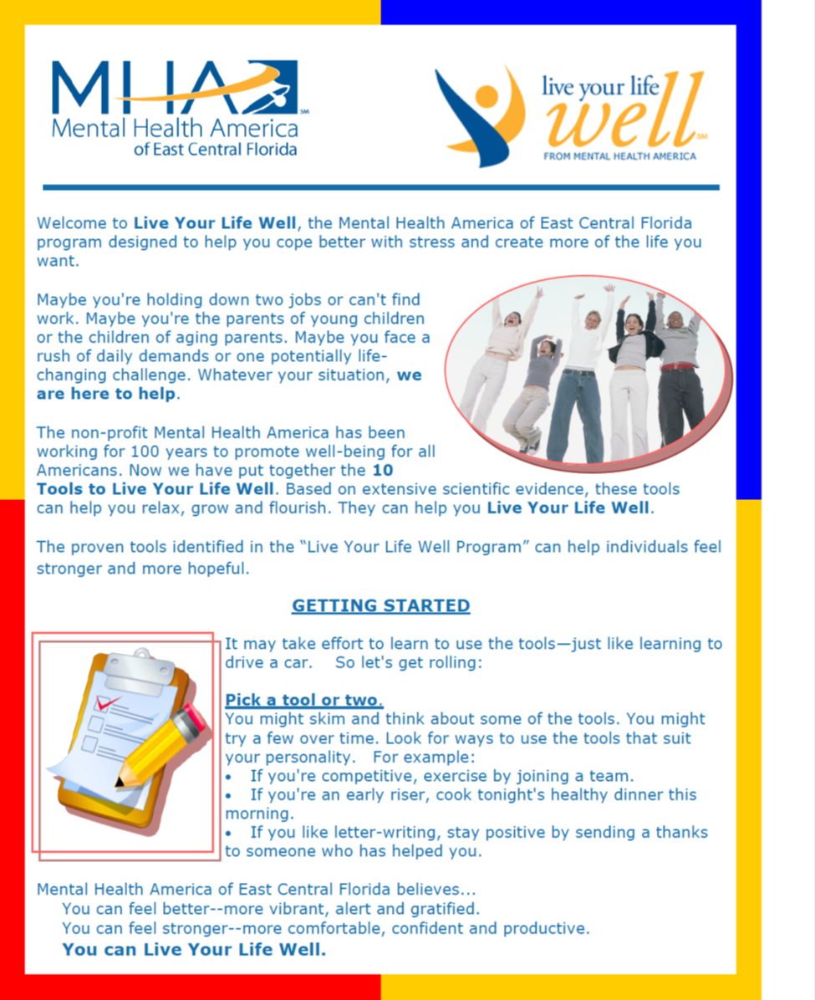 MHA SM
Mental Health America
of East Central Florida
live your life
well SM
FROM MENTAL HEALTH AMERICA
Welcome to Live Your Life Well, the Mental Health America of East Central Florida
program designed to help you cope better with stress and create more of the life you
want.
Maybe you're holding down two jobs or can't find
work. Maybe you're the parents of young children
or the children of aging parents. Maybe you face a
rush of daily demands or one potentially life-
changing challenge. Whatever your situation, we
are here to help.
The non-profit Mental Health America has been
working for 100 years to promote well-being for all
Americans. Now we have put together the 10
Tools to Live Your Life Well. Based on extensive scientific evidence, these tools
can help you relax, grow and flourish. They can help you Live Your Life Well.
The proven tools identified in the “Live Your Life Well Program” can help individuals feel
stronger and more hopeful.
GETTING STARTED
It may take effort to learn to use the tools—just like learning to
drive a car. So let's get rolling:
Pick a tool or two.
You might skim and think about some of the tools. You might
try a few over time. Look for ways to use the tools that suit
your personality. For example:
• If you're competitive, exercise by joining a team.
• If you're an early riser, cook tonight's healthy dinner this
morning.
• If you like letter-writing, stay positive by sending a thanks
to someone who has helped you.
Mental Health America of East Central Florida believes...
You can feel better--more vibrant, alert and gratified.
You can feel stronger--more comfortable, confident and productive.
You can Live Your Life Well.